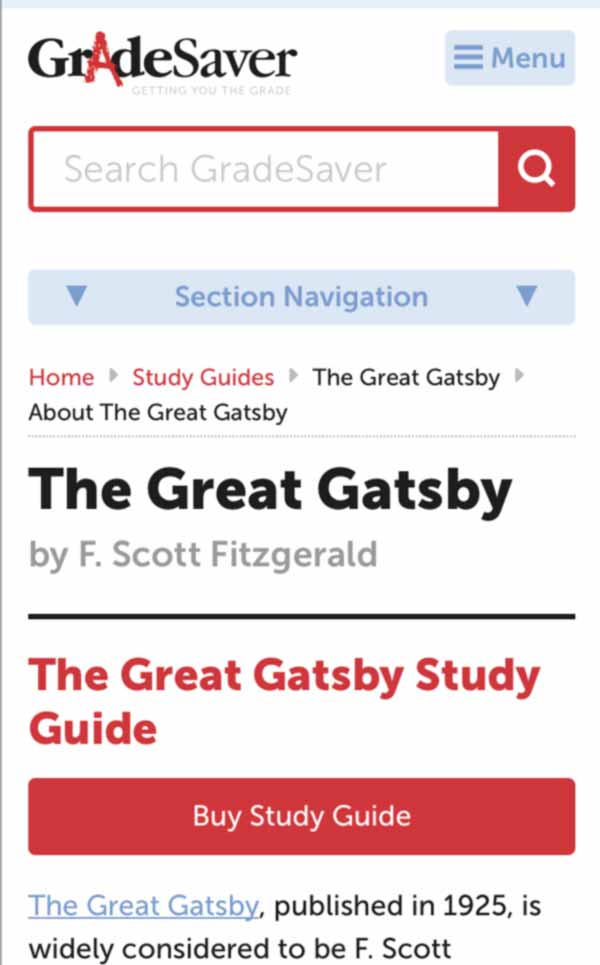 GradeSaver
GETTING YOU THE GRADE
Menu
Search GradeSaver
Section Navigation
Home Study Guides The Great Gatsby
About The Great Gatsby
The Great Gatsby
by F. Scott Fitzgerald
The Great Gatsby Study
Guide
Buy Study Guide
The Great Gatsby, published in 1925, is
widely considered to be F. Scott